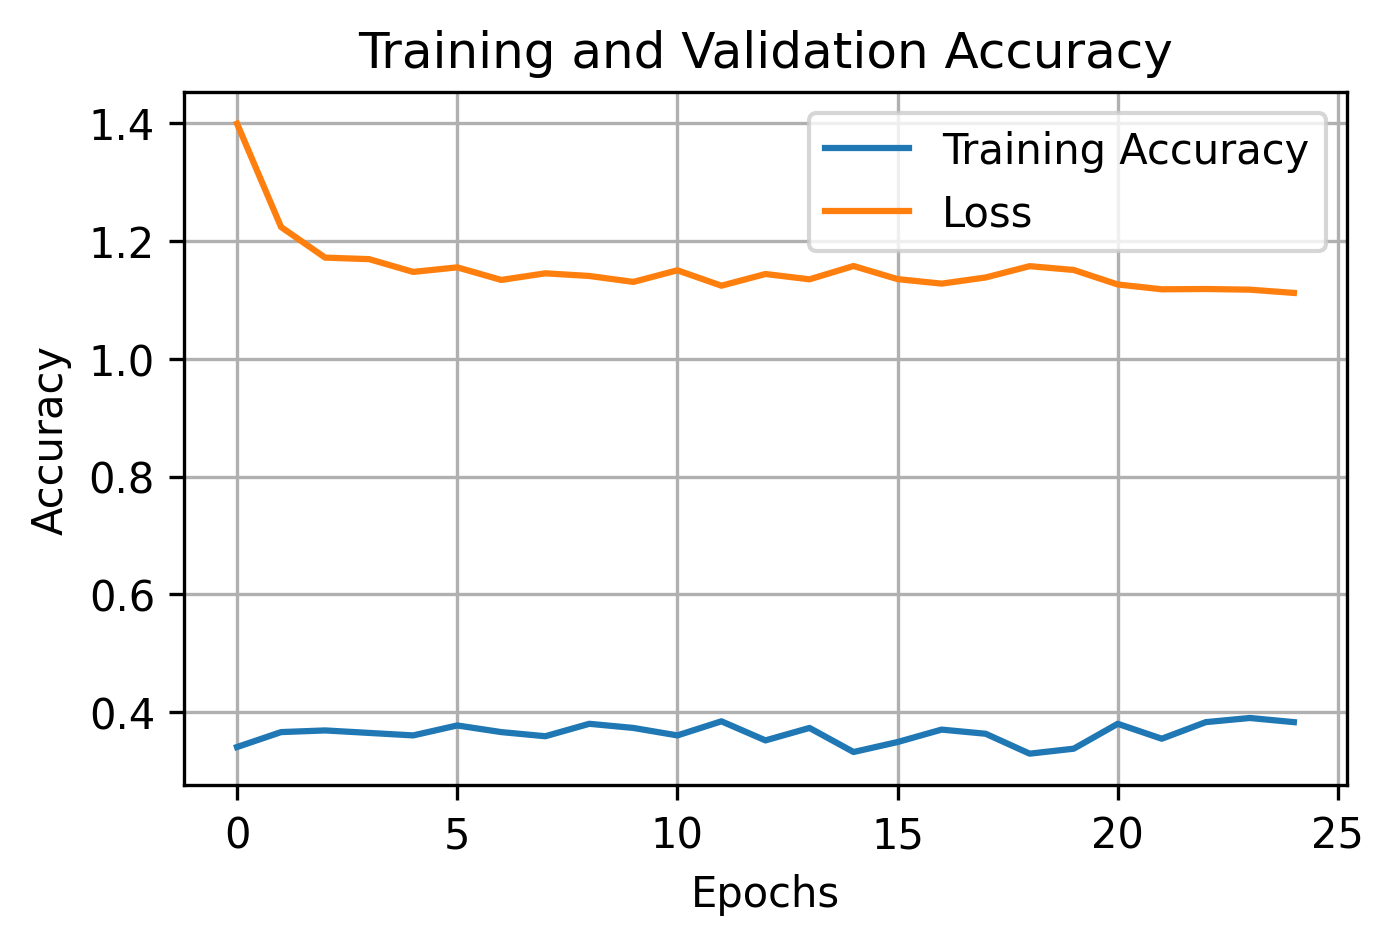 Training and Validation Accuracy
Training Accuracy
Loss
Accuracy
1.4
1.2
1.0
0.8
0.6
0.4
0 5 10 15 20 25
Epochs